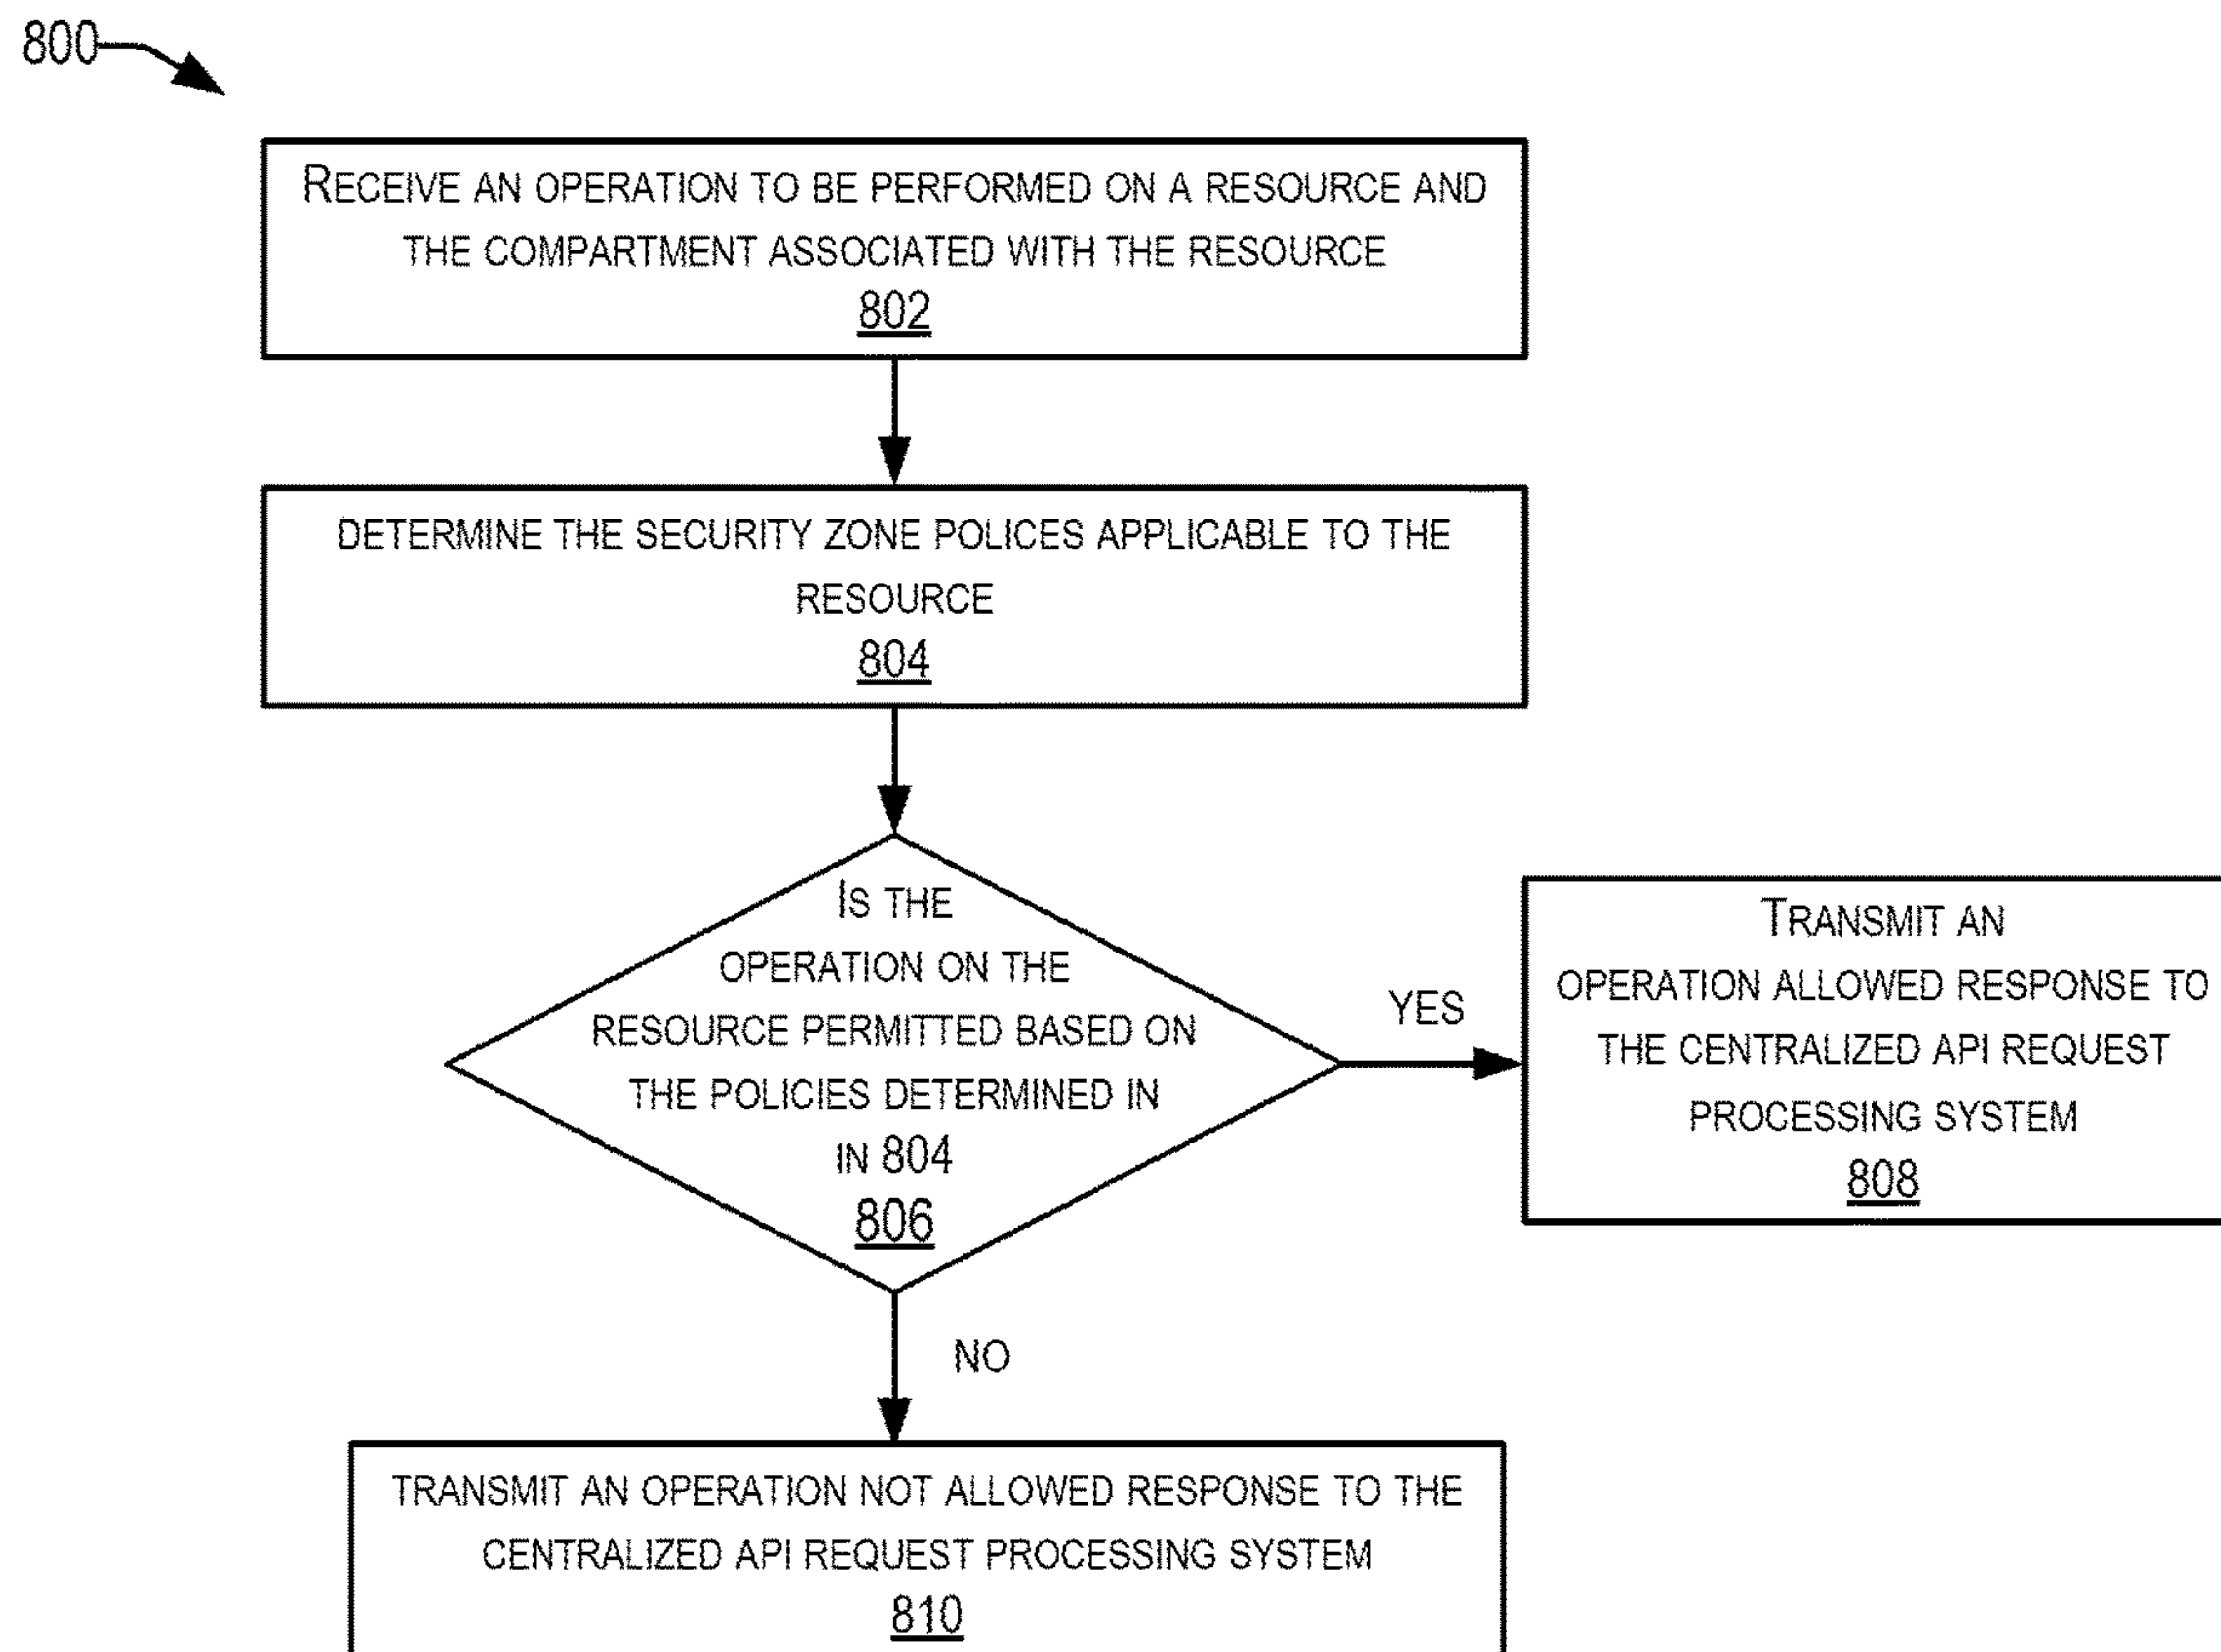 800
RECEIVE AN OPERATION TO BE PERFORMED ON A RESOURCE AND
THE COMPARTMENT ASSOCIATED WITH THE RESOURCE
802
DETERMINE THE SECURITY ZONE POLICES APPLICABLE TO THE
RESOURCE
804
IS THE
OPERATION ON THE
RESOURCE PERMITTED BASED ON
THE POLICIES DETERMINED IN
IN 804
806
YES
TRANSMIT AN
OPERATION ALLOWED RESPONSE TO
THE CENTRALIZED API REQUEST
PROCESSING SYSTEM
808
NO
TRANSMIT AN OPERATION NOT ALLOWED RESPONSE TO THE
CENTRALIZED API REQUEST PROCESSING SYSTEM
810